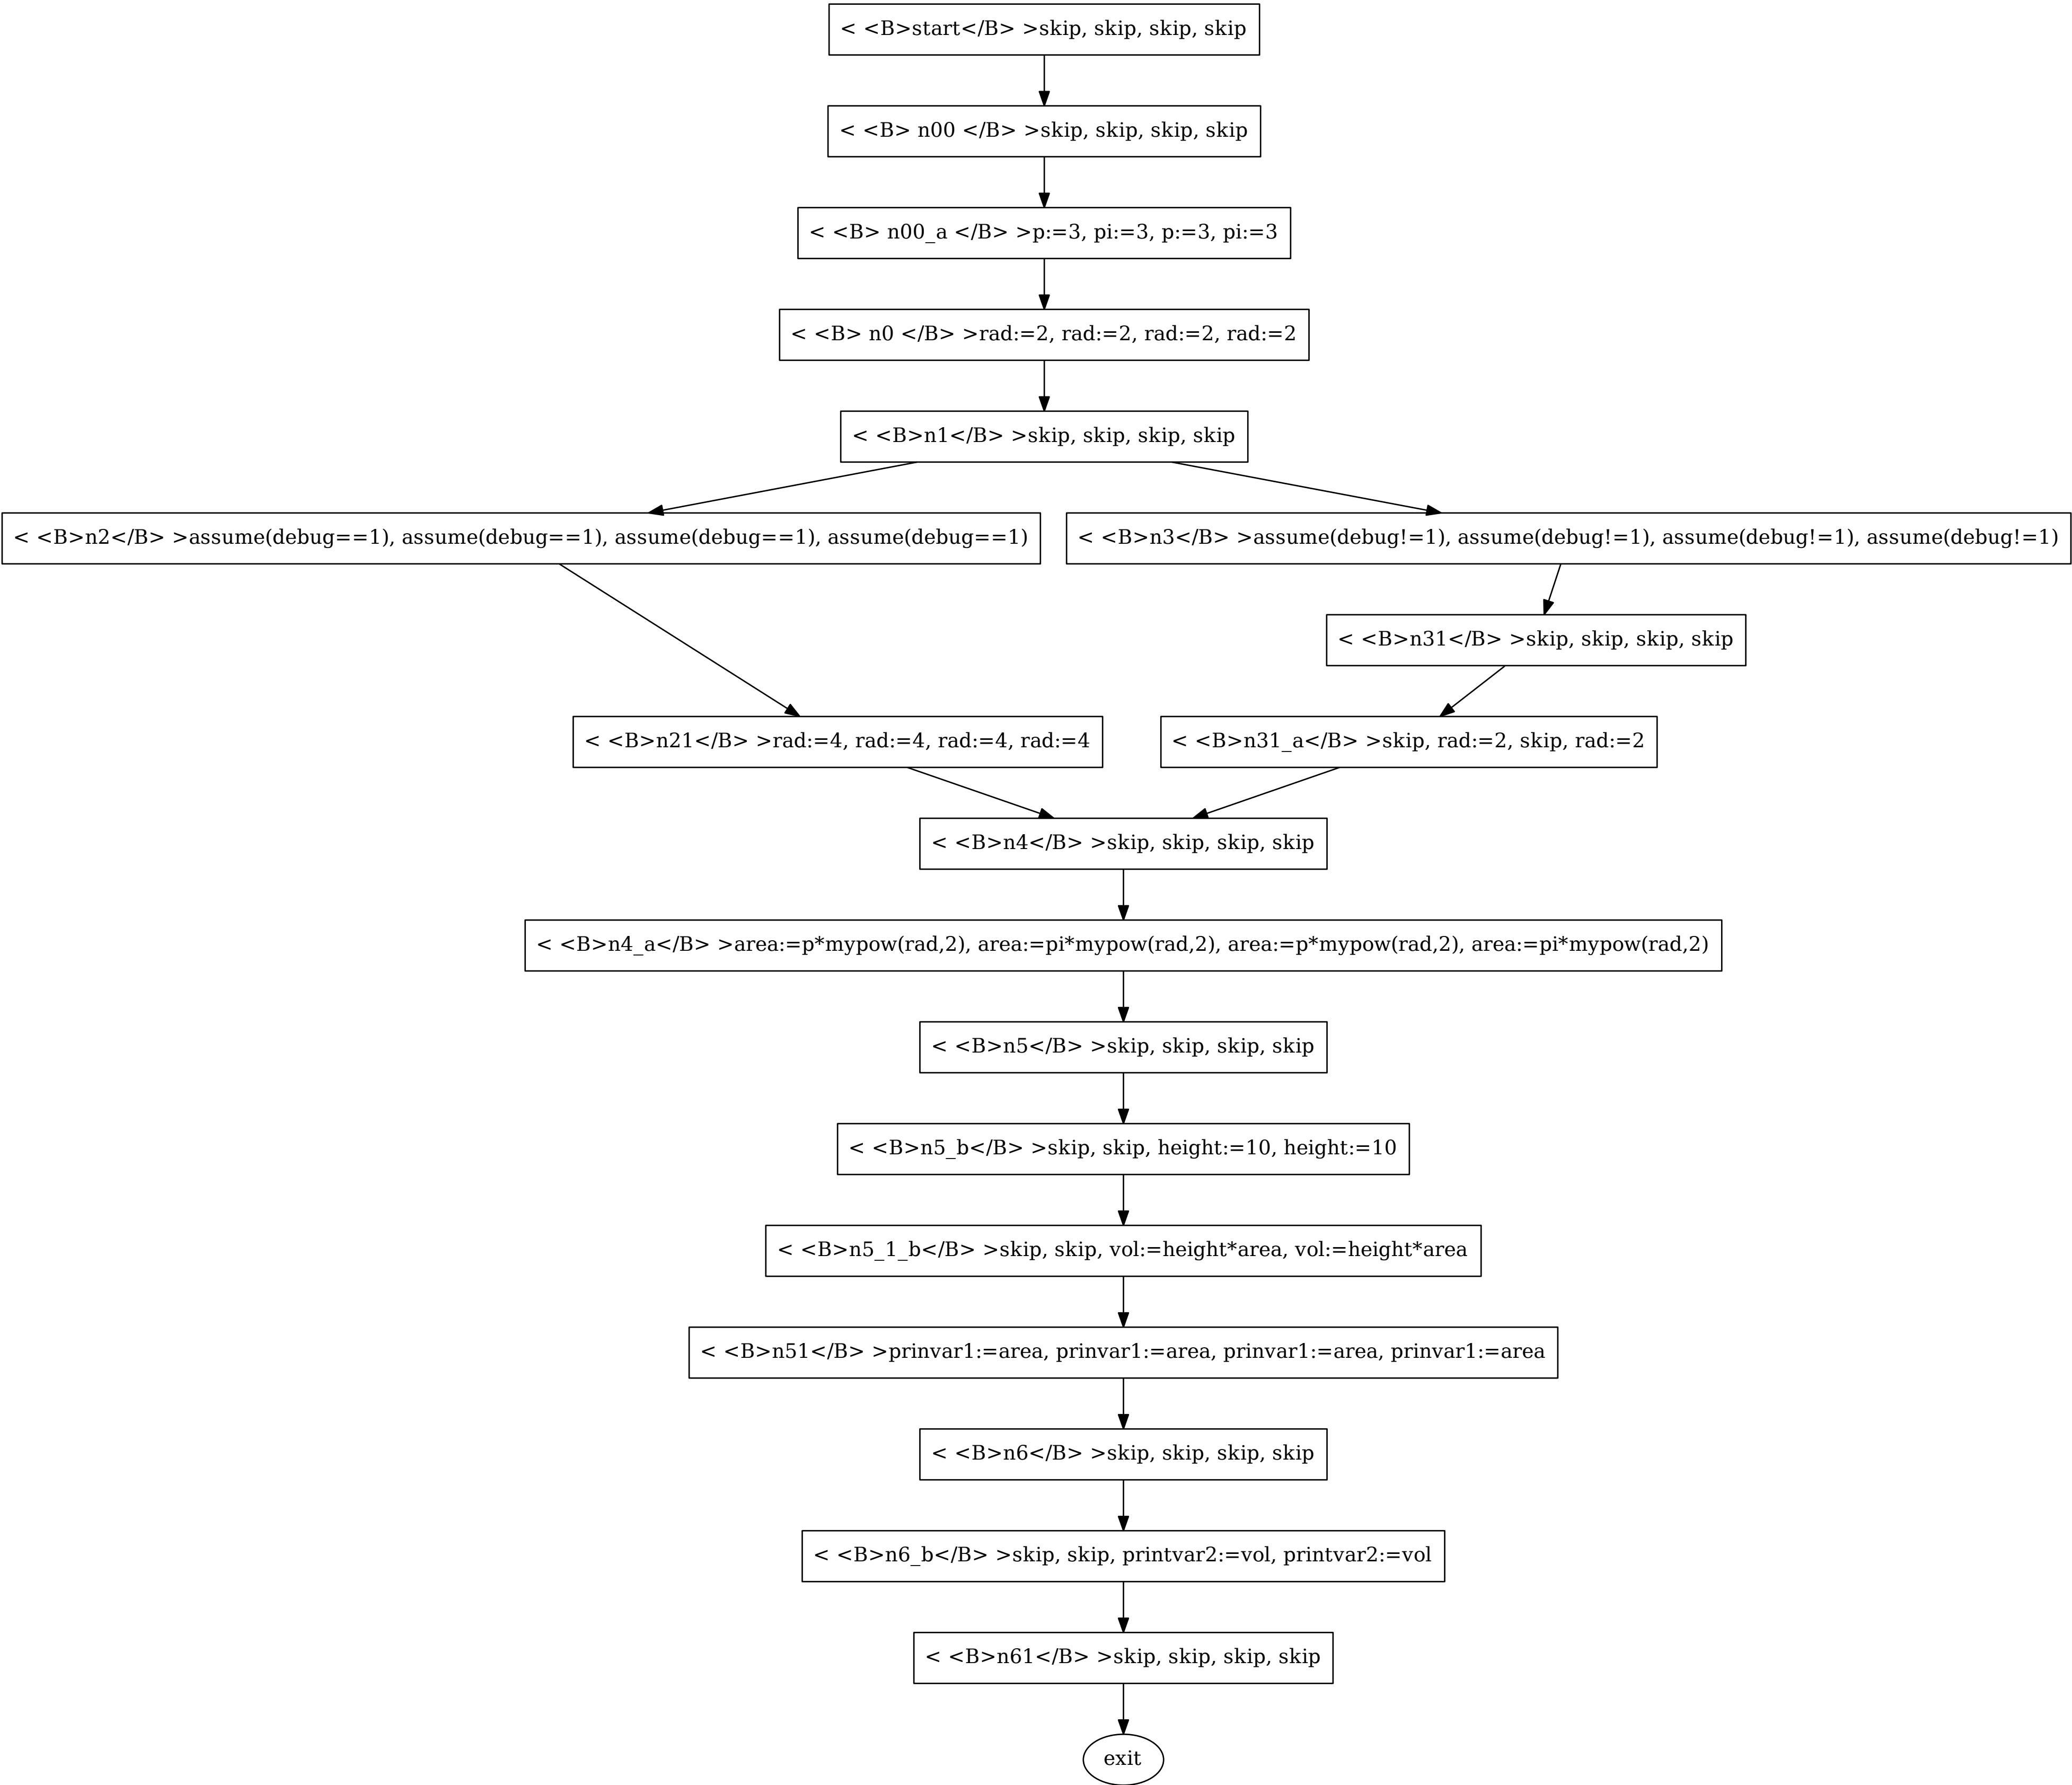 < <B>start</B> >skip, skip, skip, skip
< <B> n00 </B> >skip, skip, skip, skip
< <B> n00_a </B> >p:=3, pi:=3, p:=3, pi:=3
< <B> n0 </B> >rad:=2, rad:=2, rad:=2, rad:=2
< <B>n1</B> >skip, skip, skip, skip
< <B>n2</B> >assume(debug==1), assume(debug==1), assume(debug==1), assume(debug==1)
< <B>n3</B> >assume(debug!=1), assume(debug!=1), assume(debug!=1), assume(debug!=1)
< <B>n31</B> >skip, skip, skip, skip
< <B>n21</B> >rad:=4, rad:=4, rad:=4, rad:=4
< <B>n31_a</B> >skip, rad:=2, skip, rad:=2
< <B>n4</B> >skip, skip, skip, skip
< <B>n4_a</B> >area:=p*mypow(rad,2), area:=pi*mypow(rad,2), area:=p*mypow(rad,2), area:=pi*mypow(rad,2)
< <B>n5</B> >skip, skip, skip, skip
< <B>n5_b</B> >skip, skip, height:=10, height:=10
< <B>n5_1_b</B> >skip, skip, vol:=height*area, vol:=height*area
< <B>n51</B> >prinvar1:=area, prinvar1:=area, prinvar1:=area, prinvar1:=area
< <B>n6</B> >skip, skip, skip, skip
< <B>n6_b</B> >skip, skip, printvar2:=vol, printvar2:=vol
< <B>n61</B> >skip, skip, skip, skip
exit